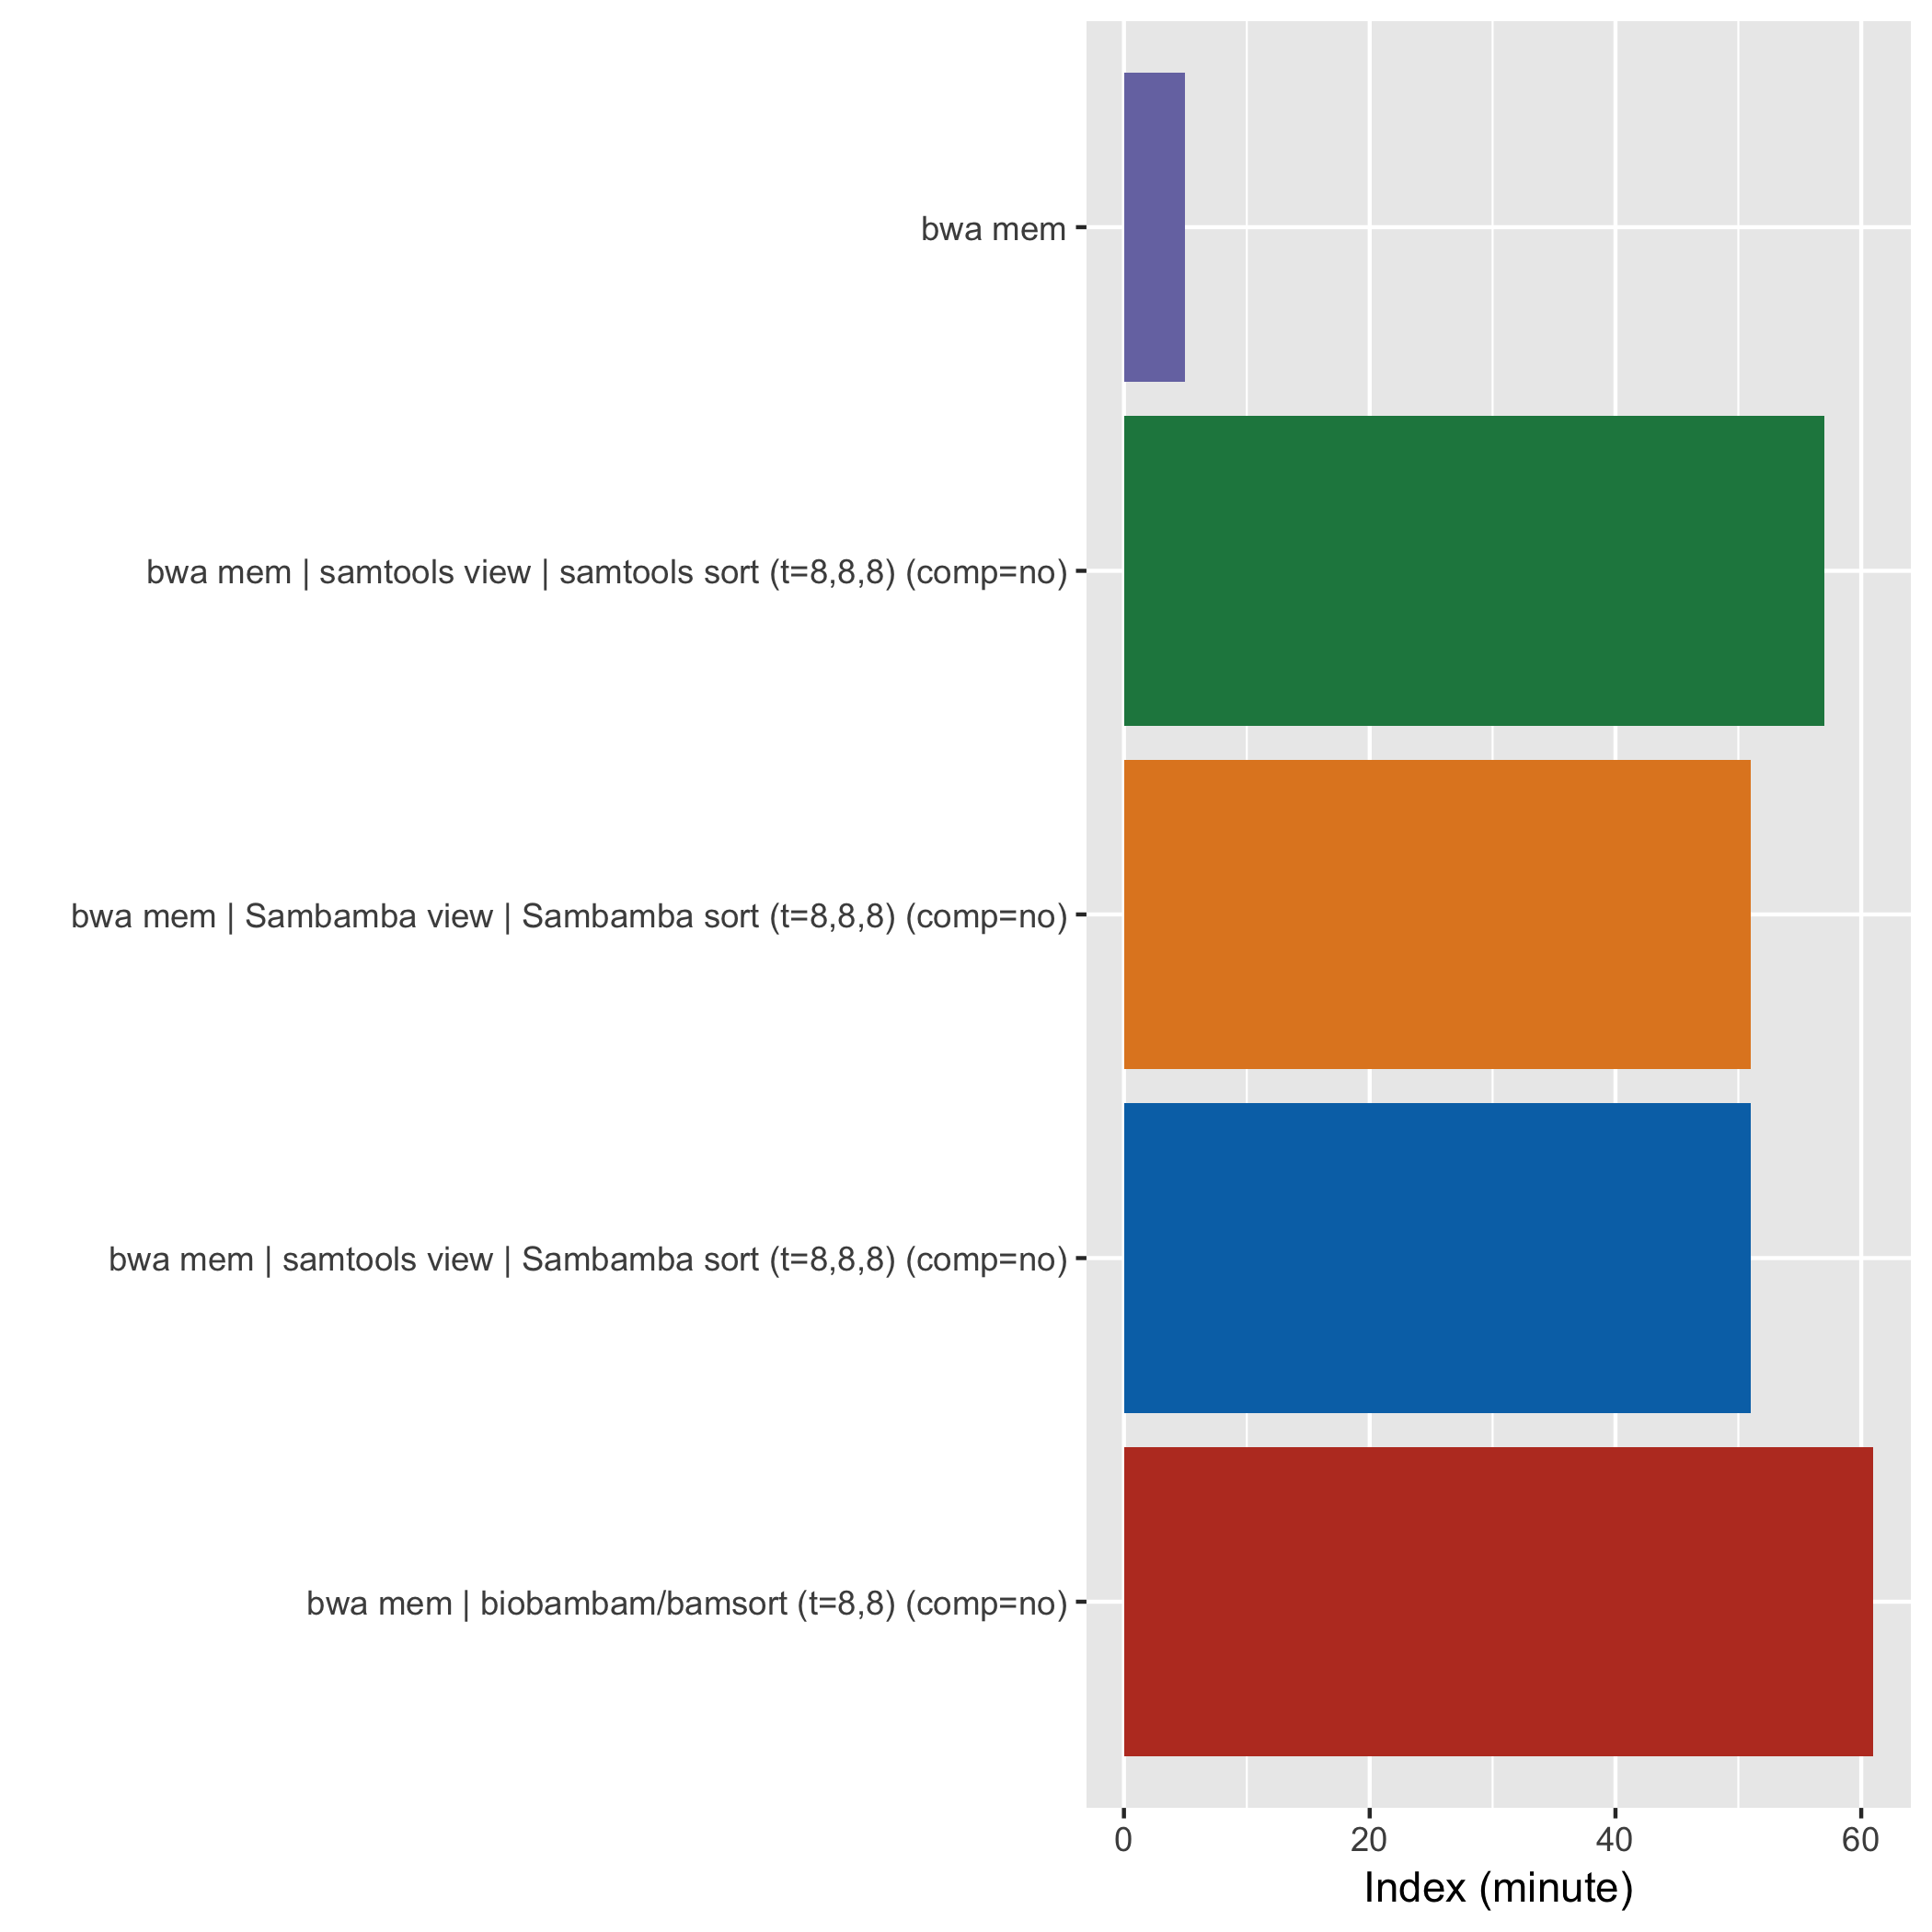 bwa mem
bwa mem | samtools view | samtools sort (t=8,8,8) (comp=no)
bwa mem | Sambamba view | Sambamba sort (t=8,8,8) (comp=no)
bwa mem | samtools view | Sambamba sort (t=8,8,8) (comp=no)
bwa mem | biobambam/bamsort (t=8,8) (comp=no)
0 20 40 60
Index (minute)